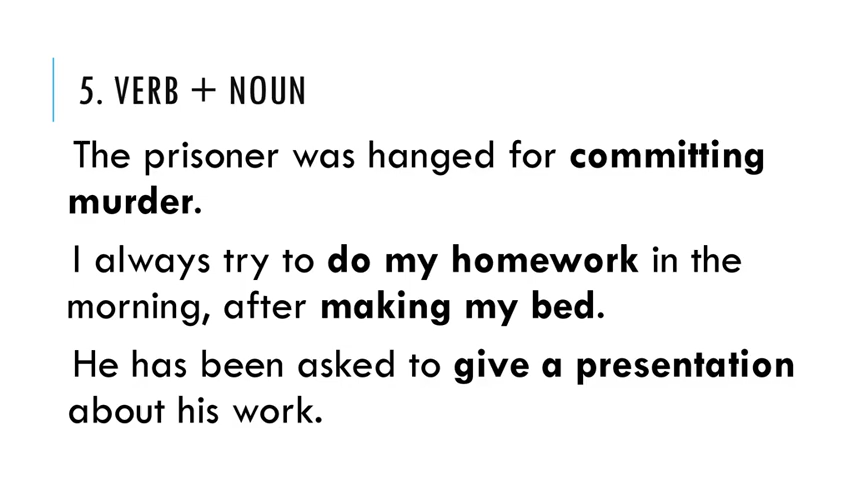 5. VERB + NOUN
The prisoner was hanged for committing
murder.
I always try to do my homework in the
morning, after making my bed.
He has been asked to give a presentation
about his work.